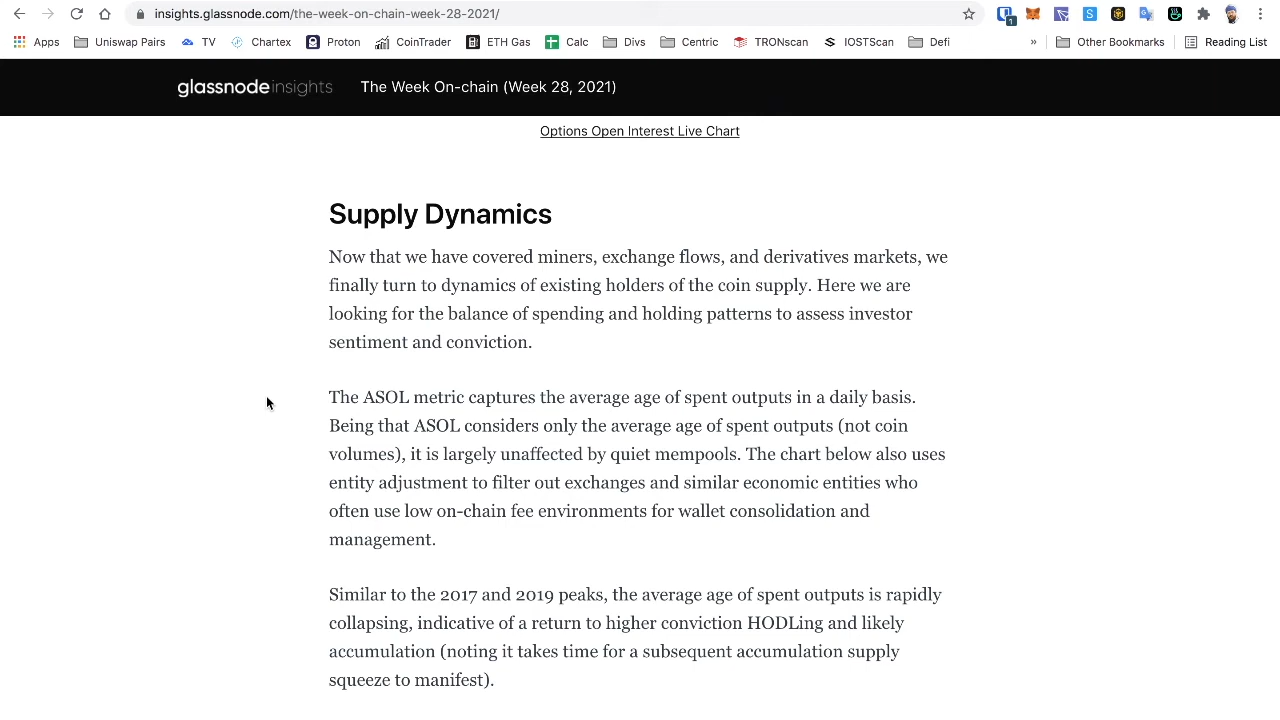 insights.glassnode.com/the-week-on-chain-week-28-2021/
Apps Uniswap Pairs TV Chartex Proton CoinTrader ETH Gas Calc Divs Centric TRONscan IOSTScan Defi » Other Bookmarks Reading List
glassnodeinsights The Week On-chain (Week 28, 2021)
Options Open Interest Live Chart
Supply Dynamics
Now that we have covered miners, exchange flows, and derivatives markets, we
finally turn to dynamics of existing holders of the coin supply. Here we are
looking for the balance of spending and holding patterns to assess investor
sentiment and conviction.
The ASOL metric captures the average age of spent outputs in a daily basis.
Being that ASOL considers only the average age of spent outputs (not coin
volumes), it is largely unaffected by quiet mempools. The chart below also uses
entity adjustment to filter out exchanges and similar economic entities who
often use low on-chain fee environments for wallet consolidation and
management.
Similar to the 2017 and 2019 peaks, the average age of spent outputs is rapidly
collapsing, indicative of a return to higher conviction HODLing and likely
accumulation (noting it takes time for a subsequent accumulation supply
squeeze to manifest).